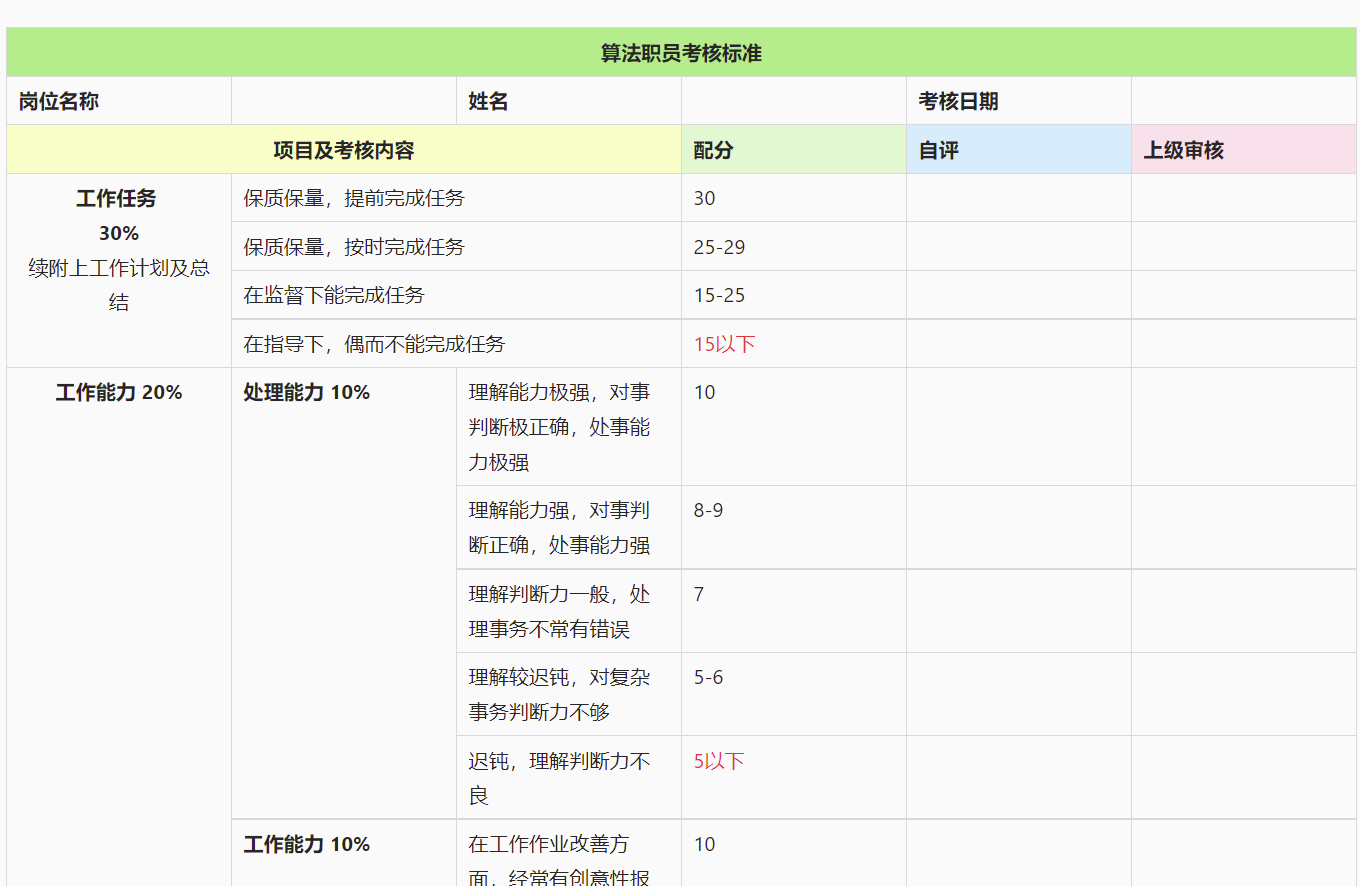 算法职员考核标准
岗位名称 姓名 考核日期
项目及考核内容 配分 自评 上级审核
工作任务
30%
续附上工作计划及总
结
保质保量，提前完成任务 30
保质保量，按时完成任务 25-29
在监督下能完成任务 15-25
在指导下，偶而不能完成任务 15以下
工作能力 20%
处理能力 10%
理解能力极强，对事
判断极正确，处事能
力极强
10
理解能力强，对事判
断正确，处事能力强
8-9
理解判断力一般，处
理事务不常有错误
7
理解较迟钝，对复杂
事务判断力不够
5-6
迟钝，理解判断力不
良
5以下
工作能力 10%
在工作作业改善方
面，经常有创意性报
10